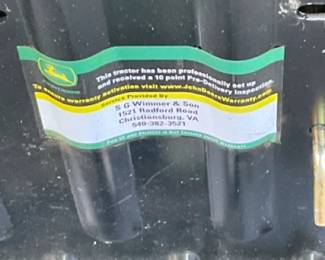 This tractor has been professionally set up
and received a 10 point Pre-Delivery Inspection.
To ensure warranty activation visit www.JohnDeereWarranty.com
Service Provided By
S G Wimmer & Son
1521 Radford Road
Christiansburg, VA
540-382-3521